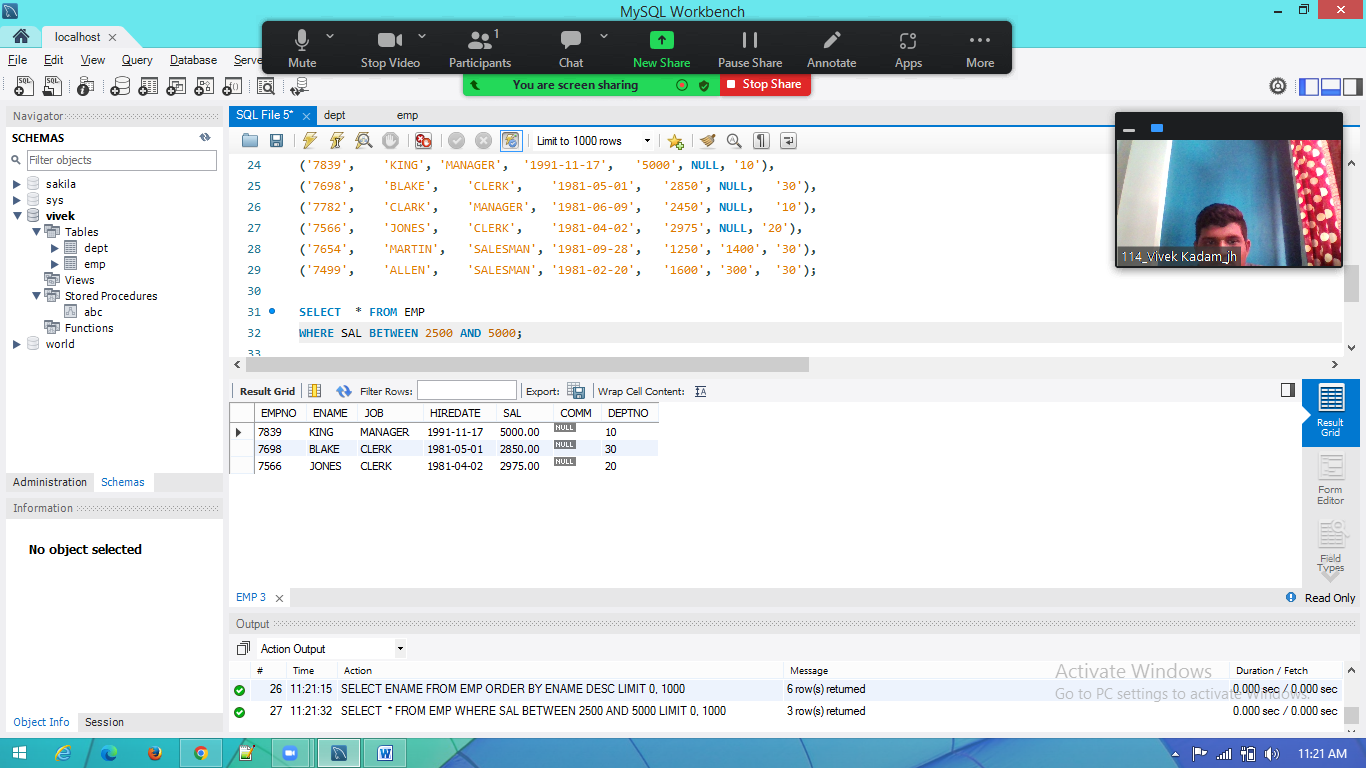 MySQL Workbench
localhost
File Edit View Query Database Serve
Mute Stop Video Participants 1 Chat New Share Pause Share Annotate Apps More
You are screen sharing Stop Share
Navigator
SCHEMAS
Filter objects
sakila
sys
vivek
Tables
dept
emp
Views
Stored Procedures
abc
Functions
world
Administration Schemas
Information
No object selected
Object Info Session
SQL File 5* dept emp
Limit to 1000 rows
24 ('7839', 'KING', 'MANAGER', '1991-11-17', '5000', NULL, '10'),
25 ('7698', 'BLAKE', 'CLERK', '1981-05-01', '2850', NULL, '30'),
26 ('7782', 'CLARK', 'MANAGER', '1981-06-09', '2450', NULL, '10'),
27 ('7566', 'JONES', 'CLERK', '1981-04-02', '2975', NULL, '20'),
28 ('7654', 'MARTIN', 'SALESMAN', '1981-09-28', '1250', '1400', '30'),
29 ('7499', 'ALLEN', 'SALESMAN', '1981-02-20', '1600', '300', '30');
30
31 SELECT * FROM EMP
32 WHERE SAL BETWEEN 2500 AND 5000;
33
114_Vivek Kadam_jh
Result Grid Filter Rows: Export: Wrap Cell Content:
EMPNO ENAME JOB HIREDATE SAL COMM DEPTNO
7839 KING MANAGER 1991-11-17 5000.00 NULL 10
7698 BLAKE CLERK 1981-05-01 2850.00 NULL 30
7566 JONES CLERK 1981-04-02 2975.00 NULL 20
Result
Grid
Form
Editor
Field
Types
EMP 3
Read Only
Output
Action Output
# Time Action Message Duration / Fetch
26 11:21:15 SELECT ENAME FROM EMP ORDER BY ENAME DESC LIMIT 0, 1000 6 row(s) returned 0.000 sec / 0.000 sec
27 11:21:32 SELECT * FROM EMP WHERE SAL BETWEEN 2500 AND 5000 LIMIT 0, 1000 3 row(s) returned 0.000 sec / 0.000 sec
Activate Windows
Go to PC settings to activate Windows.
11:21 AM